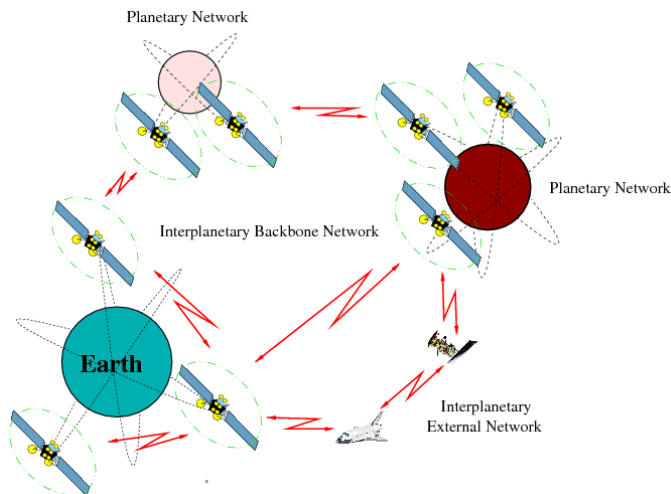 Planetary Network
Planetary Network
Interplanetary Backbone Network
Earth
Interplanetary
External Network